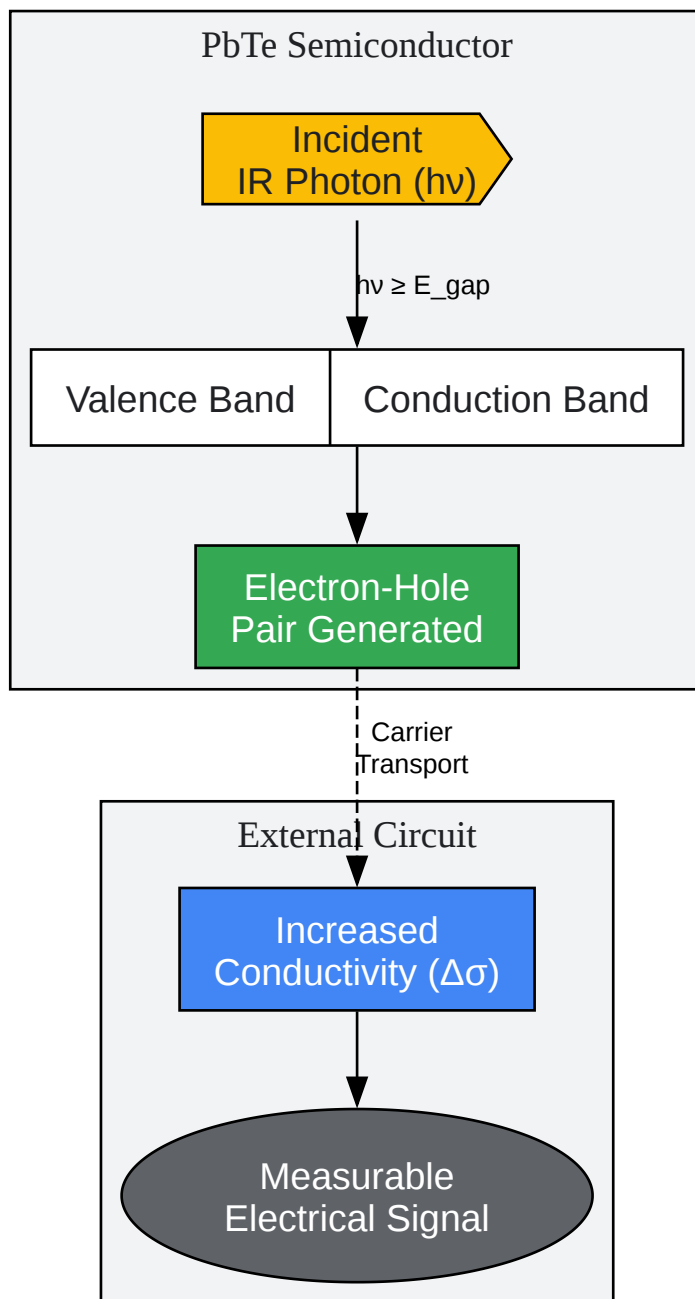 PbTe Semiconductor
Incident
IR Photon (hν)
hν ≥ E_gap
Valence Band
Conduction Band
Electron-Hole
Pair Generated
Carrier
Transport
External Circuit
Increased
Conductivity (Δσ)
Measurable
Electrical Signal